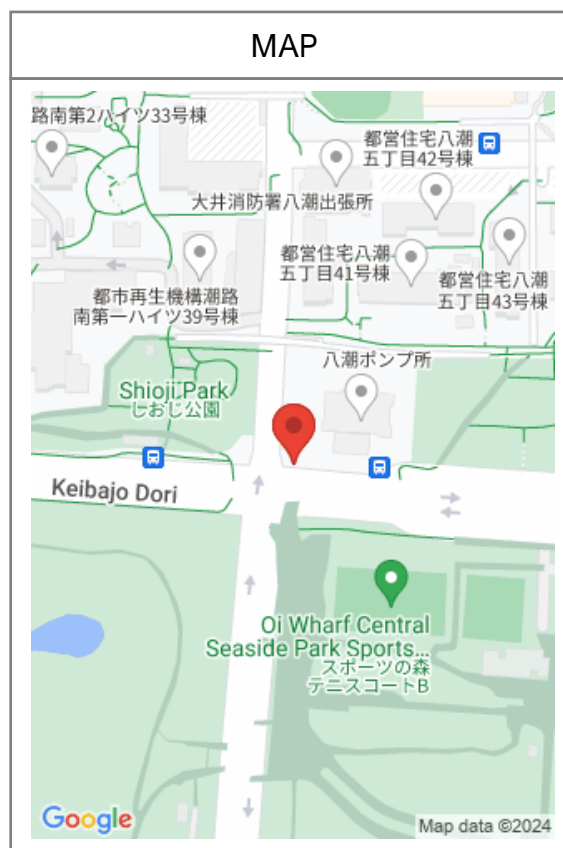 MAP
路南第2ハイツ33号棟
都営住宅八潮
五丁目42号棟
大井消防署八潮出張所
都営住宅八潮
五丁目41号棟
都営住宅八潮
五丁目43号棟
都市再生機構潮路
南第一ハイツ39号棟
八潮ポンプ所
Shioji Park
しおじ公園
Keibajo Dori
Oi Wharf Central
Seaside Park Sports...
スポーツの森
テニスコートB
Google
Map data ©2024